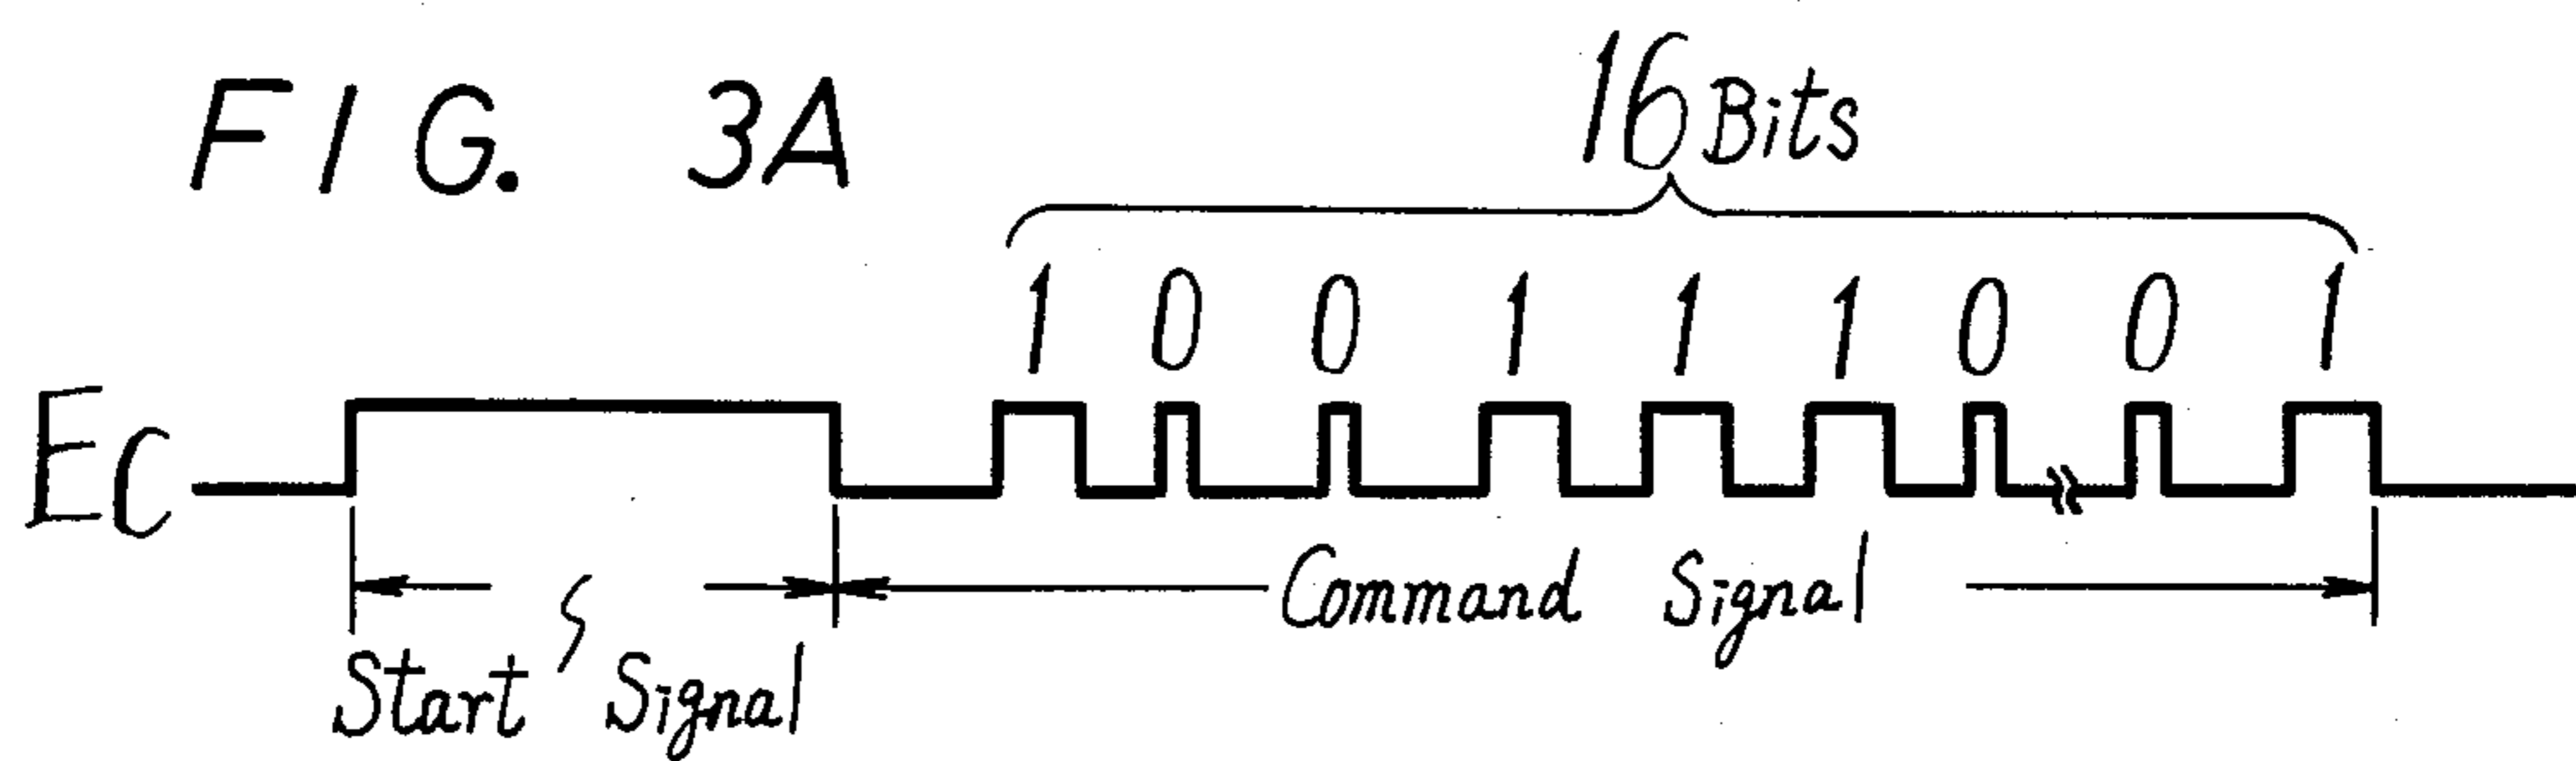 FIG. 3A
16 Bits
1 0 0 1 1 1 0 0 1
Ec
Command Signal
Start Signal